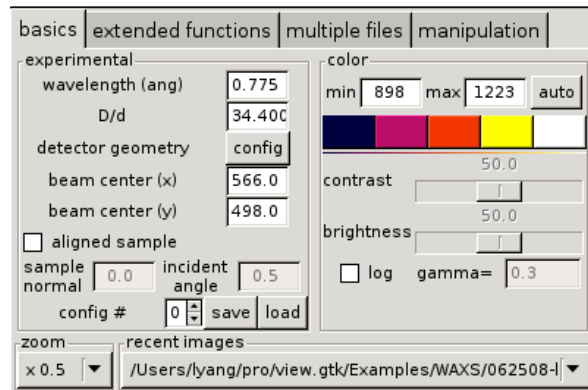 basics extended functions multiple files manipulation
experimental
wavelength (ang) 0.775
D/d 34.400
detector geometry config
beam center (x) 566.0
beam center (y) 498.0
aligned sample
sample normal 0.0 incident angle 0.5
config # 0 save load
color
min 898 max 1223 auto
50.0
contrast
50.0
brightness
log gamma= 0.3
zoom
x 0.5
recent images
/Users/lyang/pro/view.gtk/Examples/WAXS/062508-l